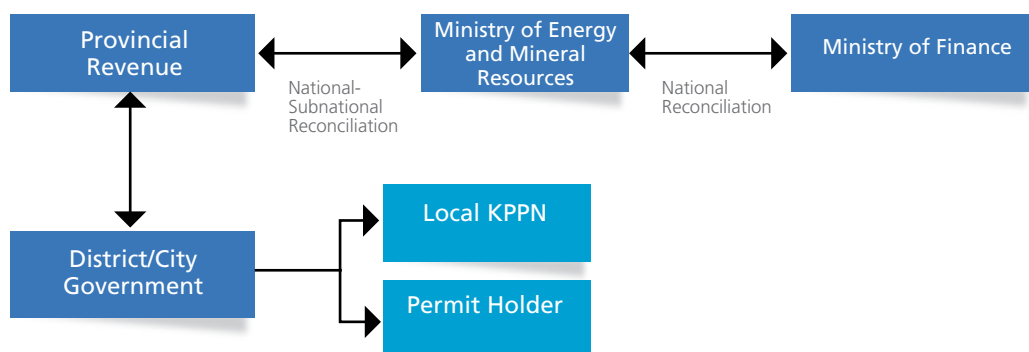 Provincial
Revenue
National-
Subnational
Reconciliation
Ministry of Energy
and Mineral
Resources
National
Reconciliation
Ministry of Finance
District/City
Government
Local KPPN
Permit Holder